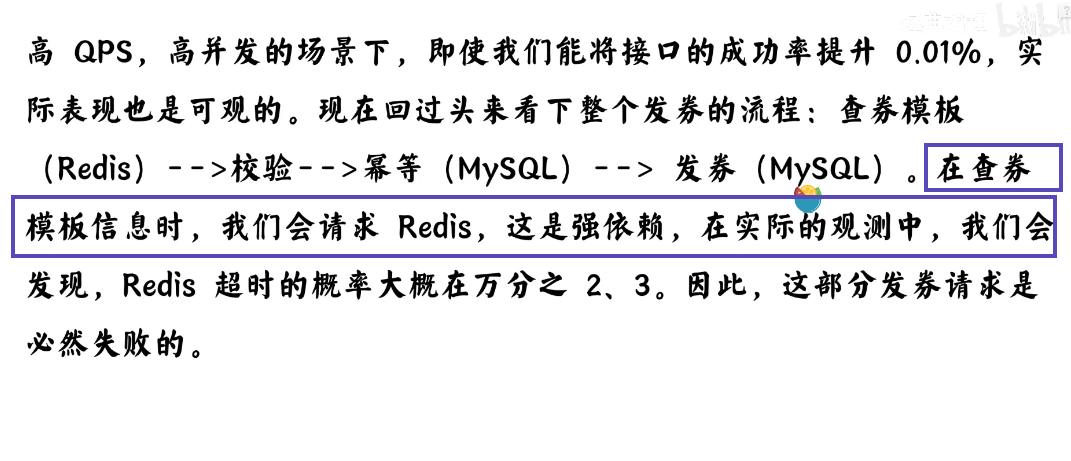 高 QPS，高并发的场景下，即使我们能将接口的成功率提升 0.01%，实
际表现也是可观的。现在回过头来看下整个发券的流程：查券模板
（Redis）-->校验-->幂等（MySQL）--> 发券（MySQL）。在查券
模板信息时，我们会请求 Redis，这是强依赖，在实际的观测中，我们会
发现，Redis 超时的概率大概在万分之 2、3。因此，这部分发券请求是
必然失败的。
bilibili